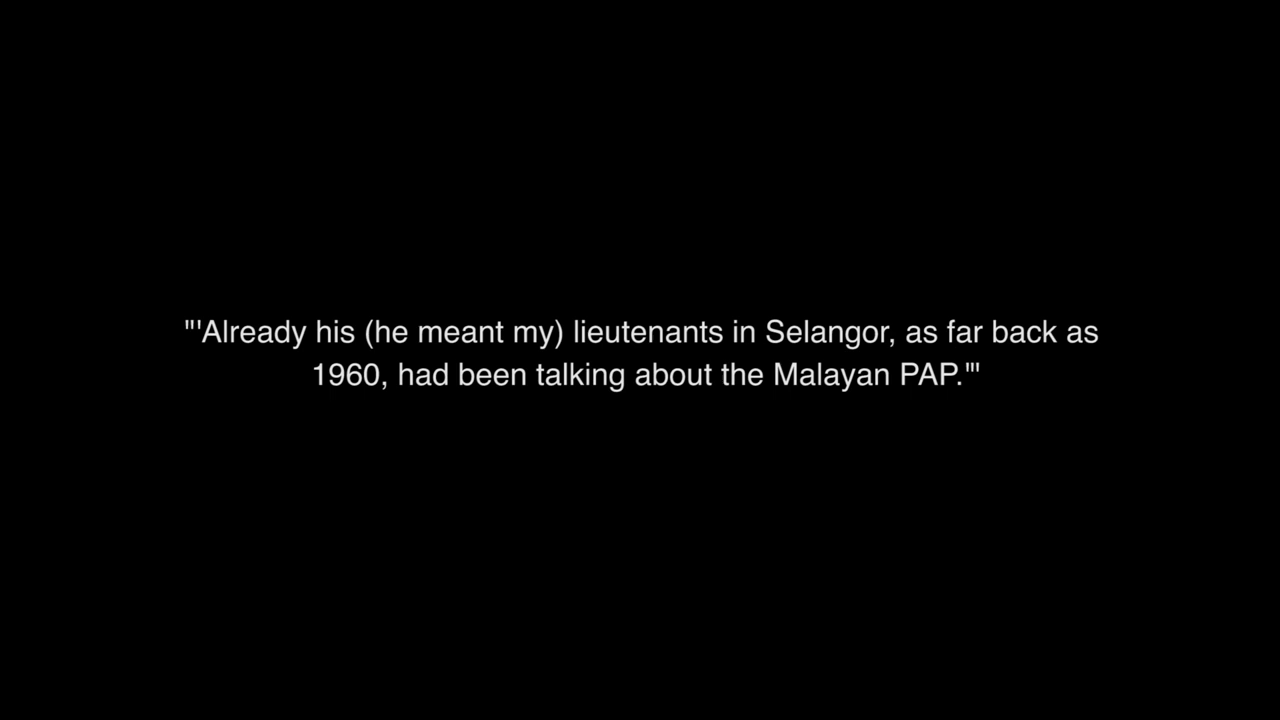 "'Already his (he meant my) lieutenants in Selangor, as far back as
1960, had been talking about the Malayan PAP.'"